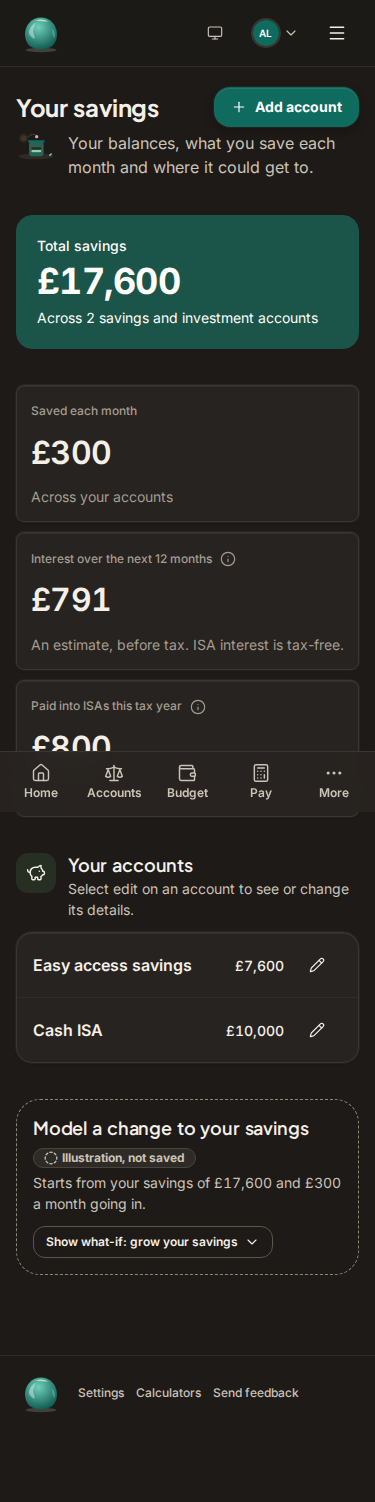 AL
Your savings
Add account
Your balances, what you save each
month and where it could get to.
Total savings
£17,600
Across 2 savings and investment accounts
Saved each month
£300
Across your accounts
Interest over the next 12 months
£791
An estimate, before tax. ISA interest is tax-free.
Paid into ISAs this tax year
£800
Home
Accounts
Budget
Pay
More
Your accounts
Select edit on an account to see or change
its details.
Easy access savings £7,600
Cash ISA £10,000
Model a change to your savings
Illustration, not saved
Starts from your savings of £17,600 and £300
a month going in.
Show what-if: grow your savings
Settings Calculators Send feedback